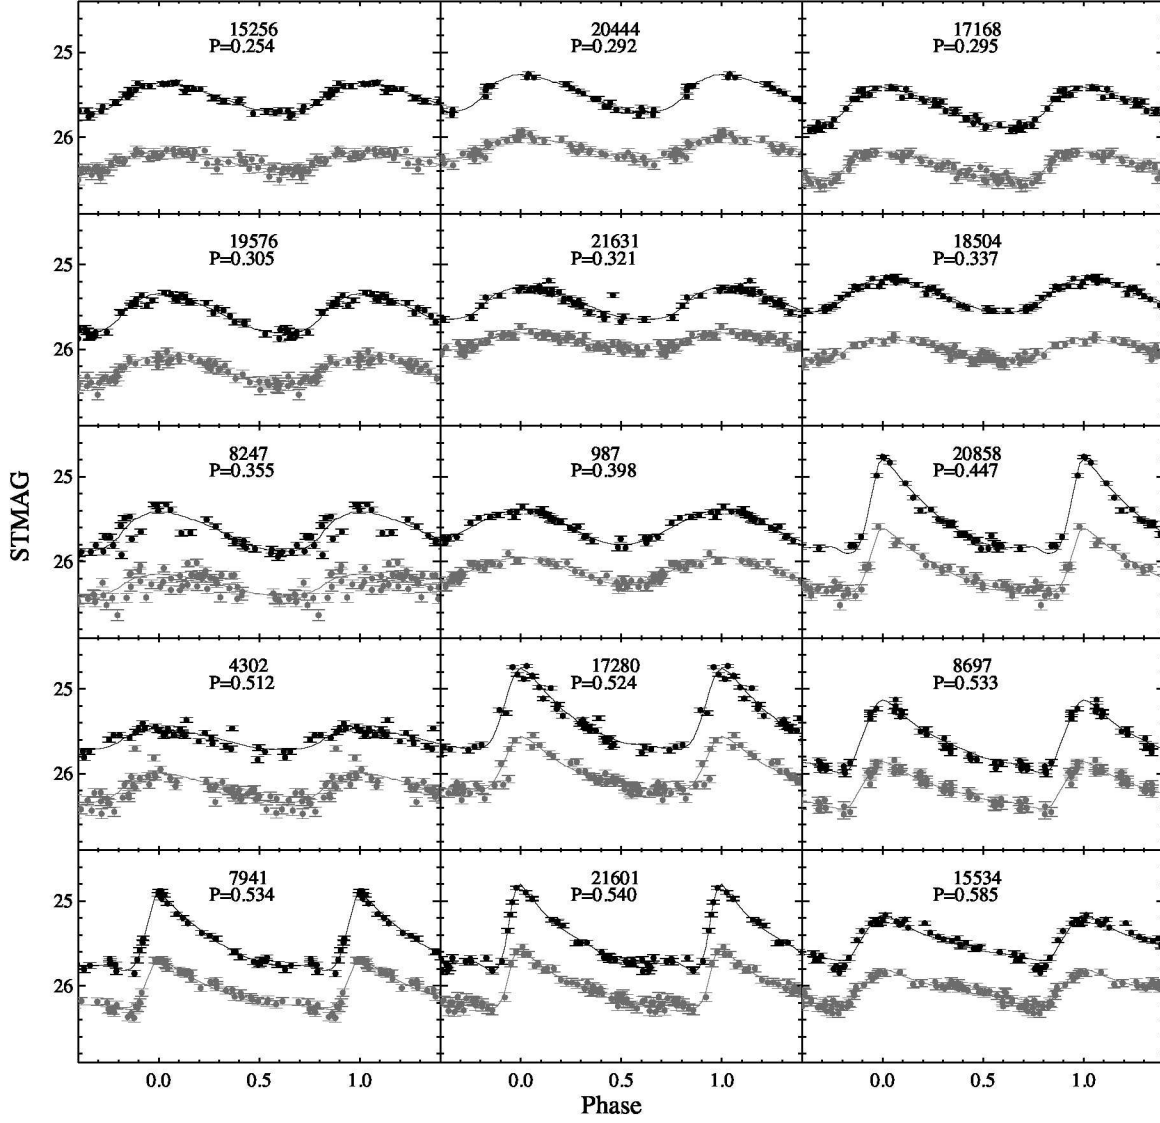 15256
P=0.254
20444
P=0.292
17168
P=0.295
25
26
19576
P=0.305
21631
P=0.321
18504
P=0.337
25
26
8247
P=0.355
987
P=0.398
20858
P=0.447
25
26
4302
P=0.512
17280
P=0.524
8697
P=0.533
25
26
7941
P=0.534
21601
P=0.540
15534
P=0.585
25
26
STMAG
0.0 0.5 1.0 0.0 0.5 1.0 0.0 0.5 1.0
Phase